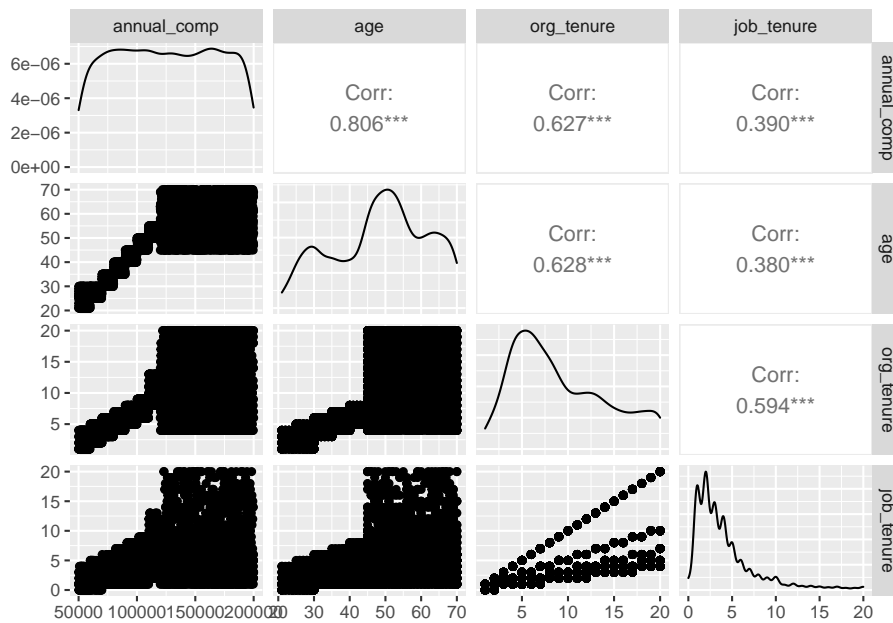 annual_comp age org_tenure job_tenure
6e−06
4e−06
2e−06
0e+00
Corr:
0.806***
Corr:
0.627***
Corr:
0.390***
annual_comp
70
60
50
40
30
20
Corr:
0.628***
Corr:
0.380***
age
20
15
10
5
Corr:
0.594***
org_tenure
20
15
10
5
0
job_tenure
50000 100000 150000 200000 20 30 40 50 60 70 5 10 15 20 0 5 10 15 20